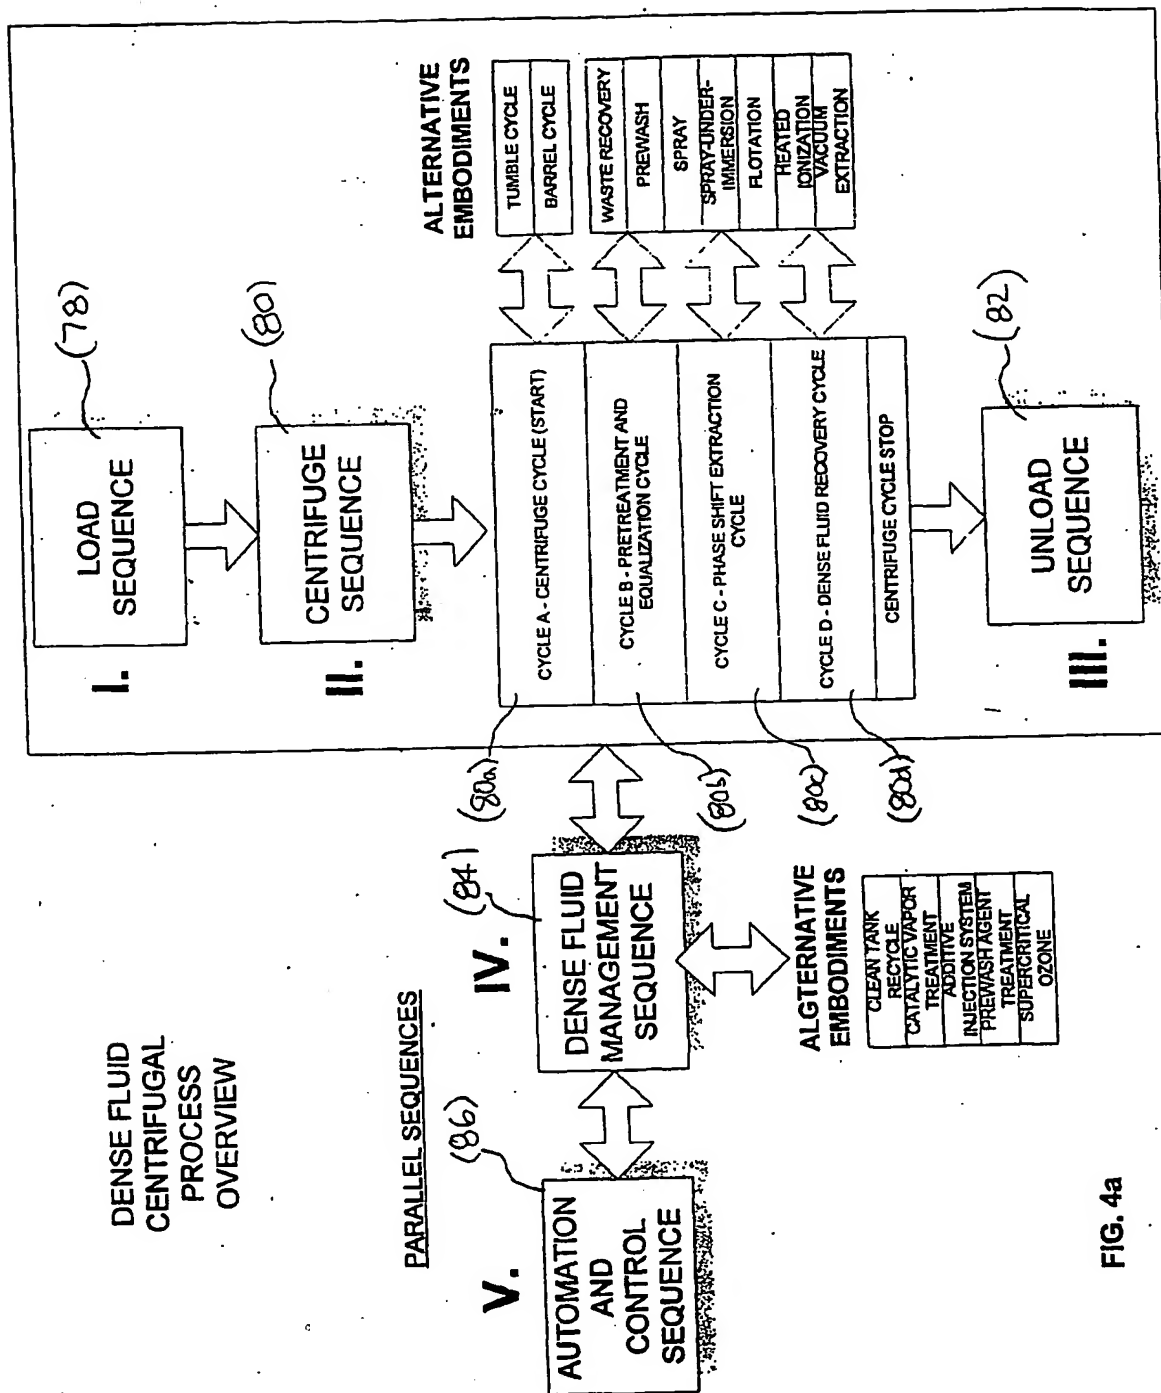 DENSE FLUID
CENTRIFUGAL
PROCESS
OVERVIEW
PARALLEL SEQUENCES
V.
(86)
AUTOMATION
AND
CONTROL
SEQUENCE
IV.
(84)
DENSE FLUID
MANAGEMENT
SEQUENCE
ALGTERNATIVE
EMBODIMENTS
CLEAN TANK
RECYCLE
CATALYTIC VAPOR
TREATMENT
ADDITIVE
INJECTION SYSTEM
PREWASH AGENT
TREATMENT
SUPERCRITICAL
OZONE
I.
LOAD
SEQUENCE
(78)
II.
CENTRIFUGE
SEQUENCE
(80)
(80a)
CYCLE A - CENTRIFUGE CYCLE (START)
(80b)
CYCLE B - PRETREATMENT AND
EQUALIZATION CYCLE
(80c)
CYCLE C - PHASE SHIFT EXTRACTION
CYCLE
(80d)
CYCLE D - DENSE FLUID RECOVERY CYCLE
CENTRIFUGE CYCLE STOP
III.
UNLOAD
SEQUENCE
(82)
ALTERNATIVE
EMBODIMENTS
TUMBLE CYCLE
BARREL CYCLE
WASTE RECOVERY
PREWASH
SPRAY
SPRAY-UNDER-
IMMERSION
FLOTATION
HEATED
IONIZATION
VACUUM
EXTRACTION
FIG. 4a